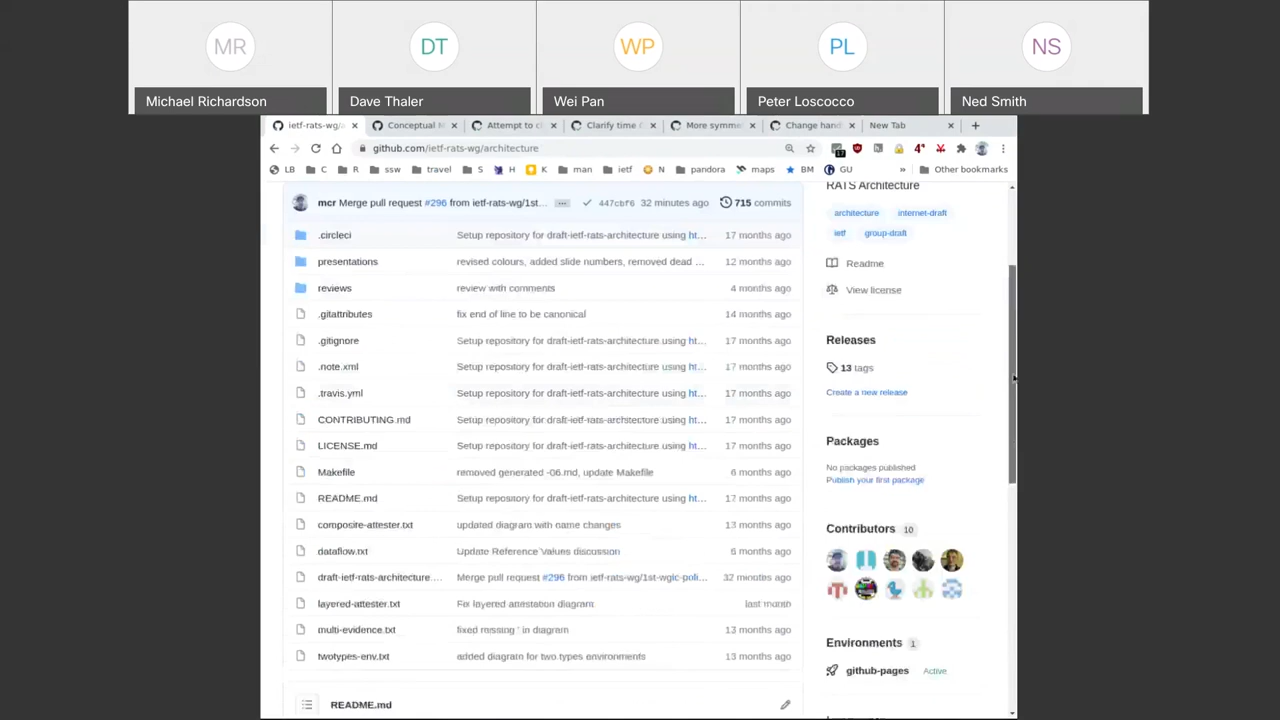 MR DT WP PL NS
Michael Richardson Dave Thaler Wei Pan Peter Loscocco Ned Smith
ietf-rats-wg/a Conceptual M Attempt to c Clarify time More symme Change hand New Tab
github.com/ietf-rats-wg/architecture
LB C R ssw travel S H K man ietf N pandora maps BM GU » Other bookmarks
RATS Architecture
mcr Merge pull request #296 from ietf-rats-wg/1st... 447cbf6 32 minutes ago 715 commits
architecture internet-draft
ietf group-draft
.circleci Setup repository for draft-ietf-rats-architecture using ht... 17 months ago
presentations revised colours, added slide numbers, removed dead ... 12 months ago
Readme
reviews review with comments 4 months ago
View license
.gitattributes fix end of line to be canonical 14 months ago
.gitignore Setup repository for draft-ietf-rats-architecture using ht... 17 months ago
Releases
.note.xml Setup repository for draft-ietf-rats-architecture using ht... 17 months ago
13 tags
.travis.yml Setup repository for draft-ietf-rats-architecture using ht... 17 months ago
Create a new release
CONTRIBUTING.md Setup repository for draft-ietf-rats-architecture using ht... 17 months ago
LICENSE.md Setup repository for draft-ietf-rats-architecture using ht... 17 months ago
Packages
Makefile removed generated -06.md, update Makefile 6 months ago
No packages published
Publish your first package
README.md Setup repository for draft-ietf-rats-architecture using ht... 17 months ago
composite-attester.txt updated diagram with name changes 13 months ago
Contributors 10
dataflow.txt Update Reference Values discussion 6 months ago
draft-ietf-rats-architecture.... Merge pull request #296 from ietf-rats-wg/1st-wglc-poli... 32 minutes ago
layered-attester.txt Fix layered attestation diagram last month
multi-evidence.txt fixed missing ' in diagram 13 months ago
Environments 1
twotypes-env.txt added diagram for two types environments 13 months ago
github-pages Active
README.md